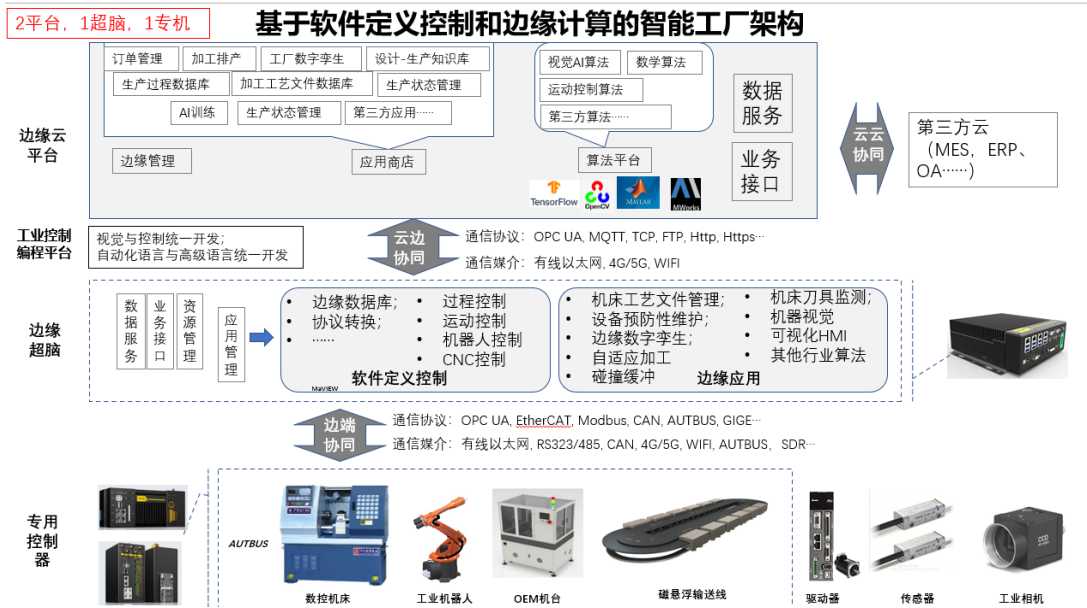 2平台，1超脑，1专机
基于软件定义控制和边缘计算的智能工厂架构
边缘云
平台
订单管理
加工排产
工厂数字孪生
设计-生产知识库
生产过程数据库
加工工艺文件数据库
生产状态管理
AI训练
生产状态管理
第三方应用······
边缘管理
应用商店
视觉AI算法
数学算法
运动控制算法
第三方算法······
算法平台
TensorFlow
OpenCV
MATLAB
MWorks
数据
服务
业务
接口
云云
协同
第三方云
（MES，ERP、
OA······）
工业控制
编程平台
视觉与控制统一开发；
自动化语言与高级语言统一开发
云边
协同
通信协议：OPC UA, MQTT, TCP, FTP, Http, Https···
通信媒介：有线以太网, 4G/5G, WIFI
边缘
超脑
数据服务
业务接口
资源管理
应用管理
• 边缘数据库；
• 协议转换；
• ······
• 过程控制
• 运动控制
• 机器人控制
• CNC控制
软件定义控制
MaVIEW
• 机床工艺文件管理；
• 设备预防性维护；
• 边缘数字孪生；
• 自适应加工
• 碰撞缓冲
• 机床刀具监测；
• 机器视觉
• 可视化HMI
• 其他行业算法
边缘应用
边端
协同
通信协议：OPC UA, EtherCAT, Modbus, CAN, AUTBUS, GIGE···
通信媒介：有线以太网, RS323/485, CAN, 4G/5G, WIFI, AUTBUS，SDR···
专用
控制
器
AUTBUS
数控机床
工业机器人
OEM机台
磁悬浮输送线
驱动器
传感器
CCD
工业相机